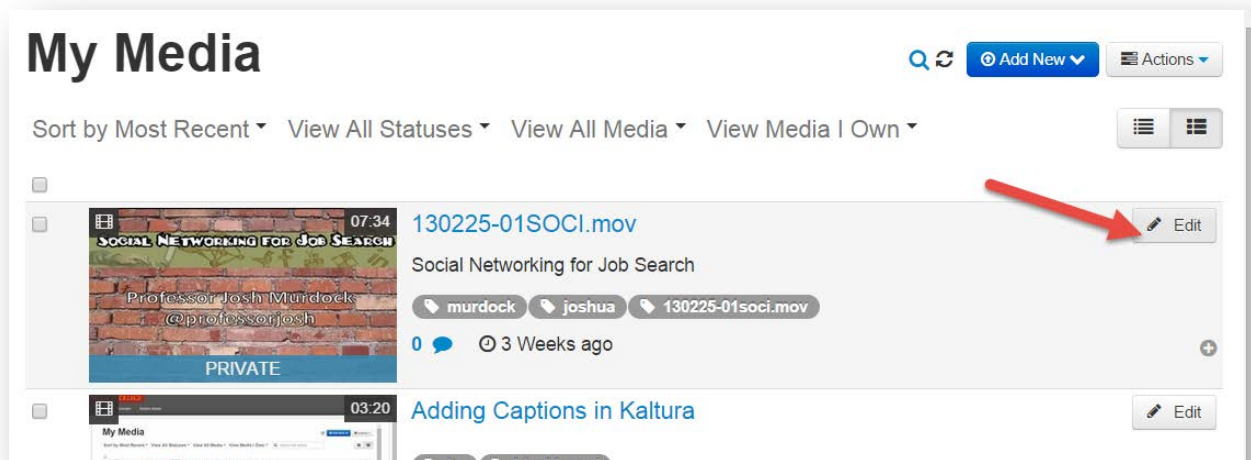 My Media
Add New
Actions
Sort by Most Recent View All Statuses View All Media View Media I Own
07:34
SOCIAL NETWORKING FOR JOB SEARCH
Professor Josh Murdock
@professorjosh
PRIVATE
130225-01SOCI.mov
Edit
Social Networking for Job Search
murdock joshua 130225-01soci.mov
0 3 Weeks ago
03:20
My Media
Adding Captions in Kaltura
Edit